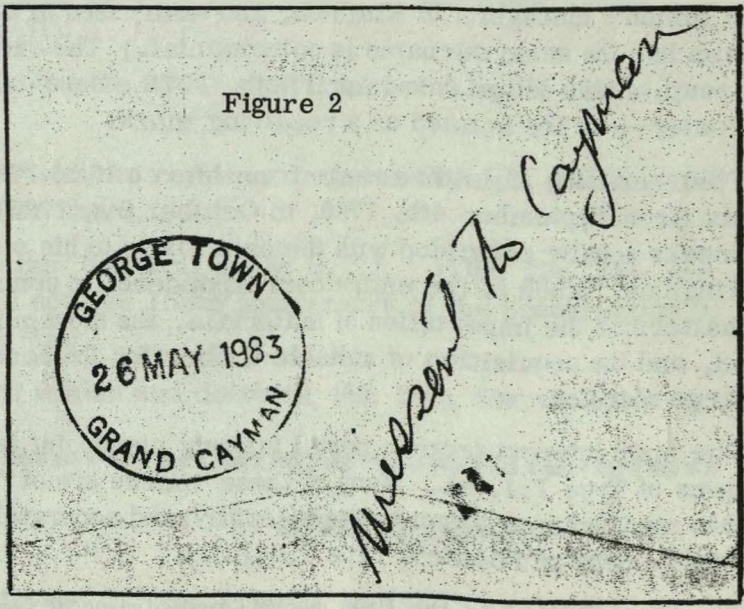 Figure 2
GEORGE TOWN
26 MAY 1983
GRAND CAYMAN
Missent to Cayman